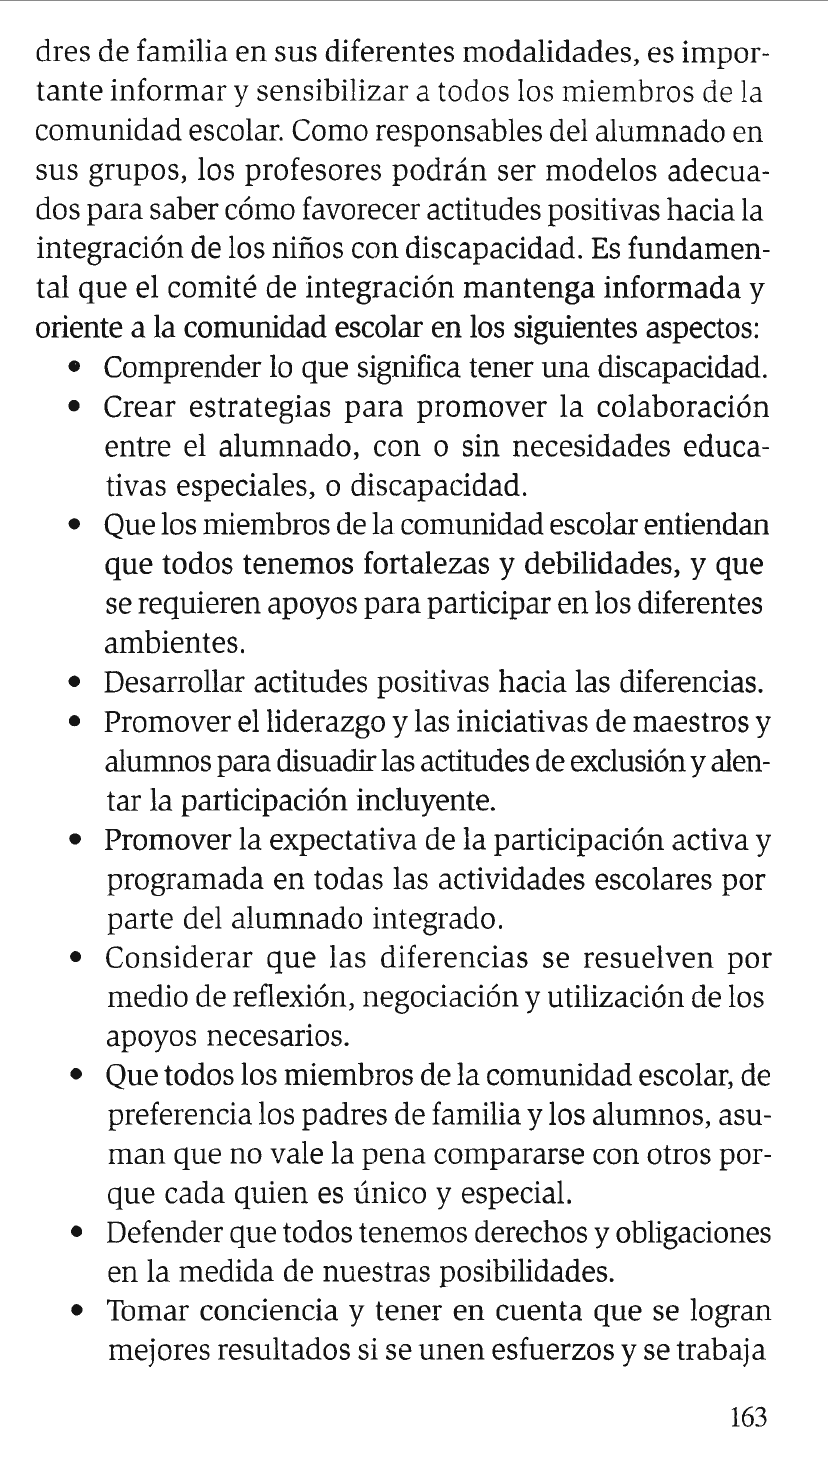 dres de familia en sus diferentes modalidades, es impor-
tante informar y sensibilizar a todos los miembros de la
comunidad escolar. Como responsables del alumnado en
sus grupos, los profesores podrán ser modelos adecua-
dos para saber cómo favorecer actitudes positivas hacia la
integración de los niños con discapacidad. Es fundamen-
tal que el comité de integración mantenga informada y
oriente a la comunidad escolar en los siguientes aspectos:
• Comprender lo que significa tener una discapacidad.
• Crear estrategias para promover la colaboración
entre el alumnado, con o sin necesidades educa-
tivas especiales, o discapacidad.
• Que los miembros de la comunidad escolar entiendan
que todos tenemos fortalezas y debilidades, y que
se requieren apoyos para participar en los diferentes
ambientes.
• Desarrollar actitudes positivas hacia las diferencias.
• Promover el liderazgo y las iniciativas de maestros y
alumnos para disuadir las actitudes de exclusión y alen-
tar la participación incluyente.
• Promover la expectativa de la participación activa y
programada en todas las actividades escolares por
parte del alumnado integrado.
• Considerar que las diferencias se resuelven por
medio de reflexión, negociación y utilización de los
apoyos necesarios.
• Que todos los miembros de la comunidad escolar, de
preferencia los padres de familia y los alumnos, asu-
man que no vale la pena compararse con otros por-
que cada quien es único y especial.
• Defender que todos tenemos derechos y obligaciones
en la medida de nuestras posibilidades.
• Tomar conciencia y tener en cuenta que se logran
mejores resultados si se unen esfuerzos y se trabaja
163